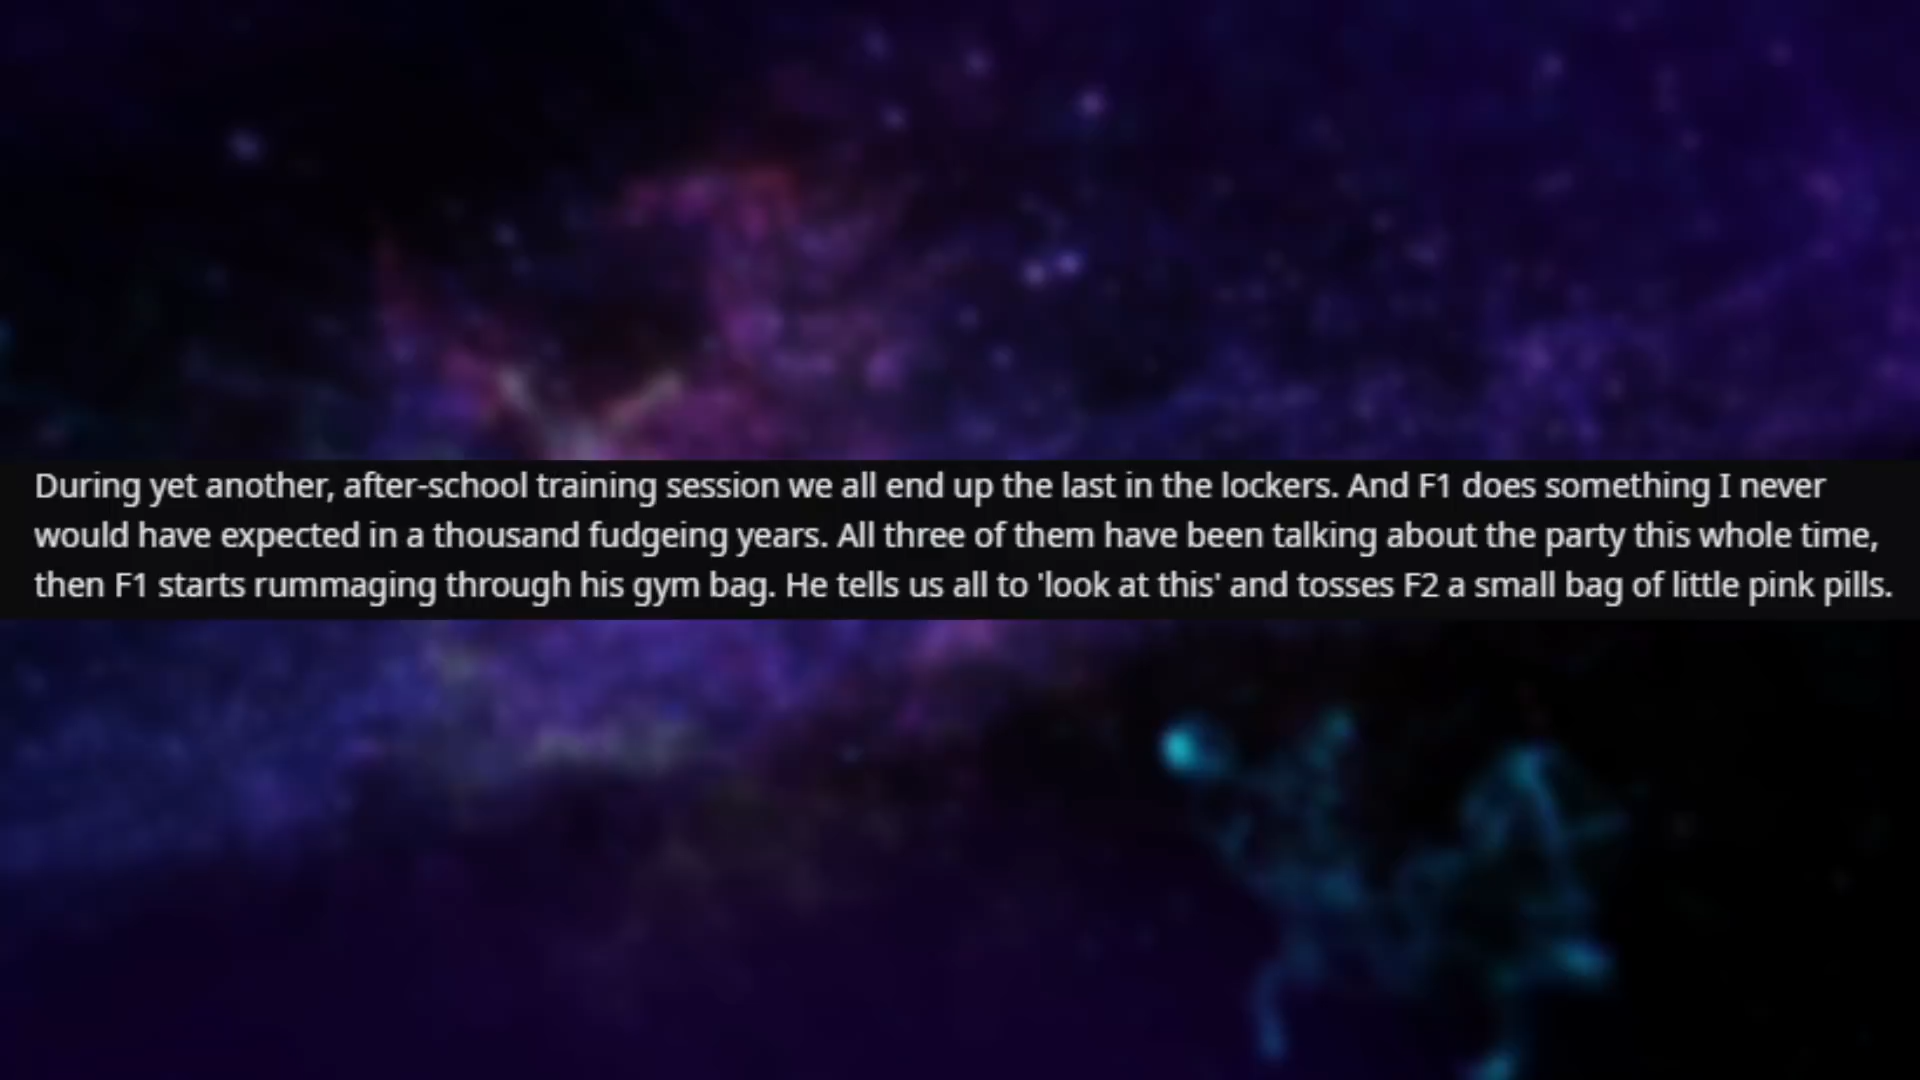 During yet another, after-school training session we all end up the last in the lockers. And F1 does something I never
would have expected in a thousand fudgeing years. All three of them have been talking about the party this whole time,
then F1 starts rummaging through his gym bag. He tells us all to 'look at this' and tosses F2 a small bag of little pink pills.